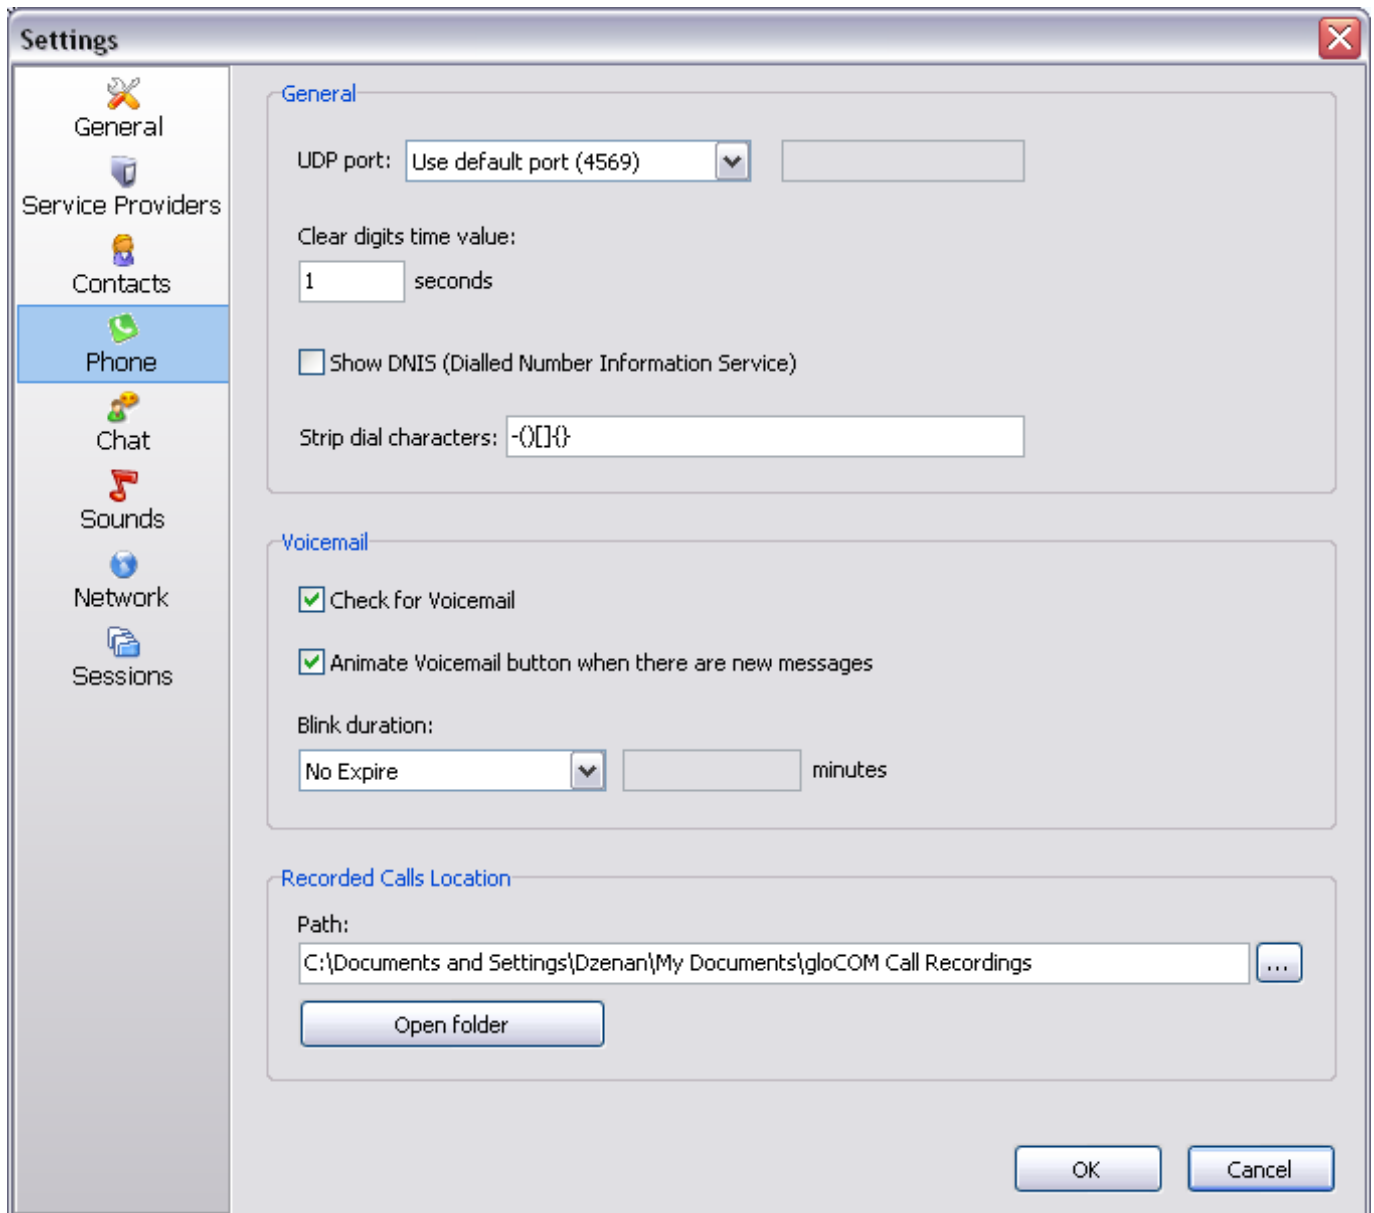 Settings
General
Service Providers
Contacts
Phone
Chat
Sounds
Network
Sessions
General
UDP port: Use default port (4569)
Clear digits time value:
1 seconds
Show DNIS (Dialled Number Information Service)
Strip dial characters: -()[]{}
Voicemail
Check for Voicemail
Animate Voicemail button when there are new messages
Blink duration:
No Expire minutes
Recorded Calls Location
Path:
C:\Documents and Settings\Dzenan\My Documents\gloCOM Call Recordings ...
Open folder
OK Cancel